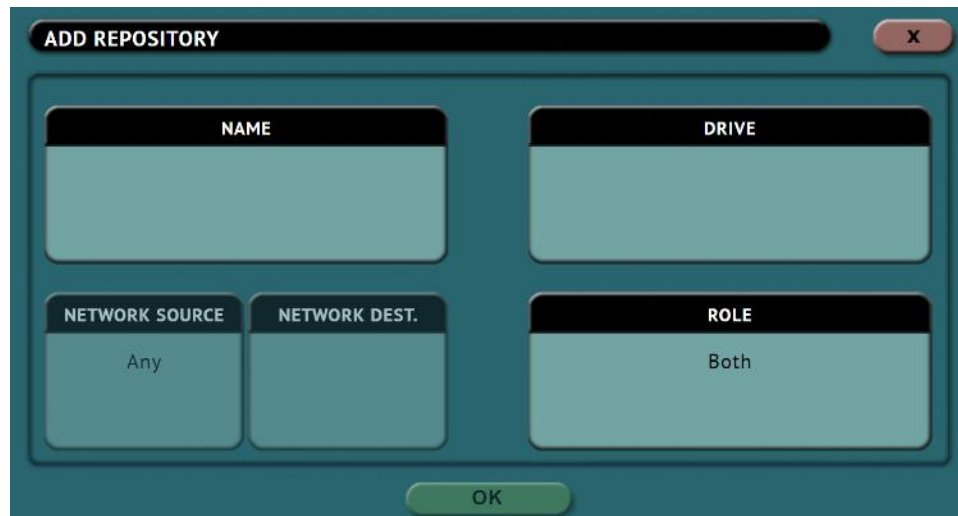 ADD REPOSITORY
X
NAME
DRIVE
NETWORK SOURCE
NETWORK DEST.
ROLE
Any
Both
OK